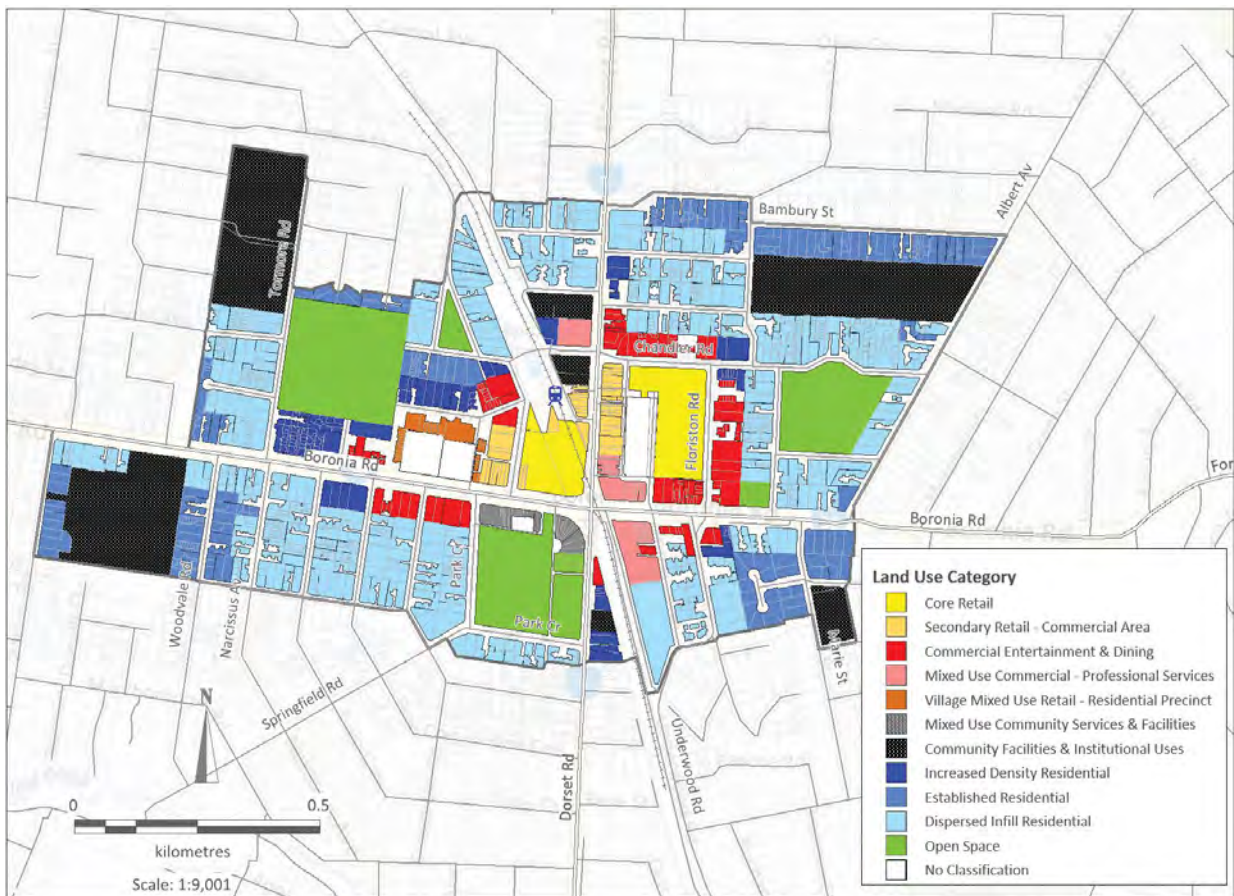 Bambury St
Albert Av
Tormore Rd
Chandler Rd
Floriston Rd
Boronia Rd
Rd
For
Boronia Rd
Woodvale Rd
Narcissus Av
Park Cr
Marie St
N
Springfield Rd
Dorset Rd
Underwood Rd
0 0.5
kilometres
Scale: 1:9,001
Land Use Category
Core Retail
Secondary Retail - Commercial Area
Commercial Entertainment & Dining
Mixed Use Commercial - Professional Services
Village Mixed Use Retail - Residential Precinct
Mixed Use Community Services & Facilities
Community Facilities & Institutional Uses
Increased Density Residential
Established Residential
Dispersed Infill Residential
Open Space
No Classification